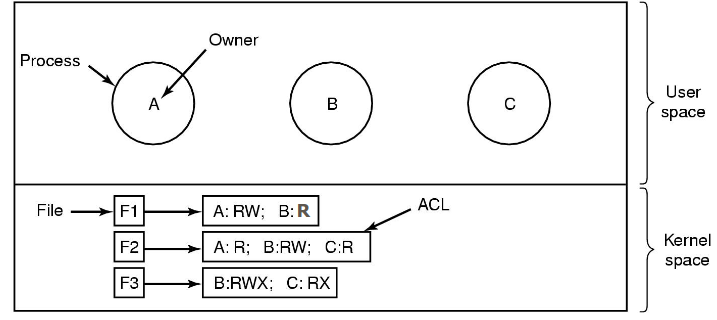 Owner
Process
A
B
C
User
space
File
F1
A: RW; B: R
ACL
F2
A: R; B:RW; C:R
F3
B:RWX; C: RX
Kernel
space